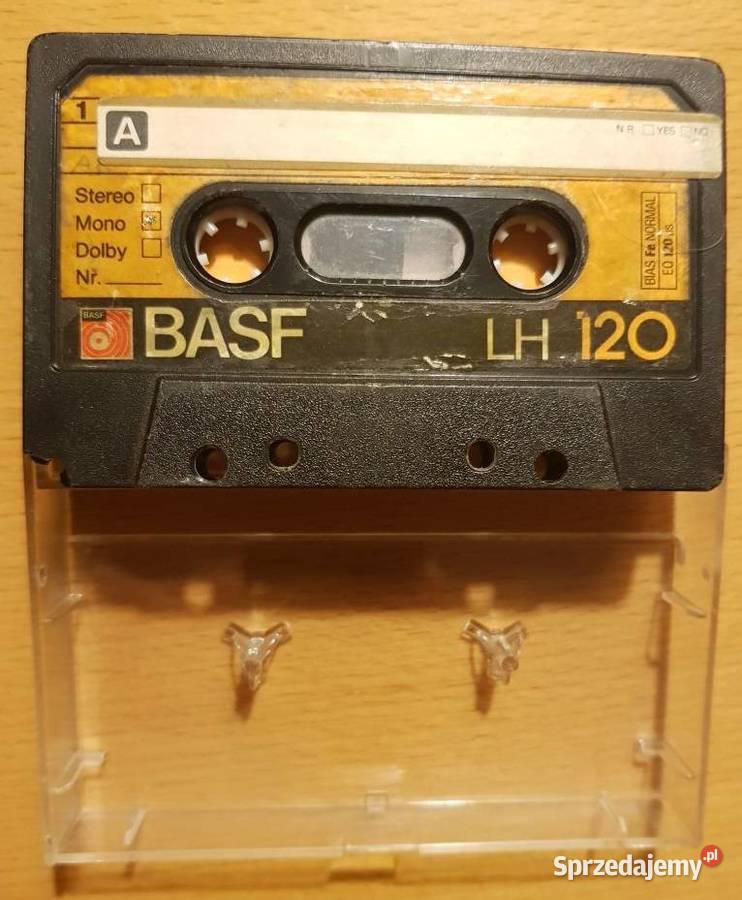 1
A N.R. YES NO
Stereo
Mono
Dolby
Nr.
BIAS Fe NORMAL
EQ 120 µs
BASF BASF LH 120
Sprzedajemy.pl